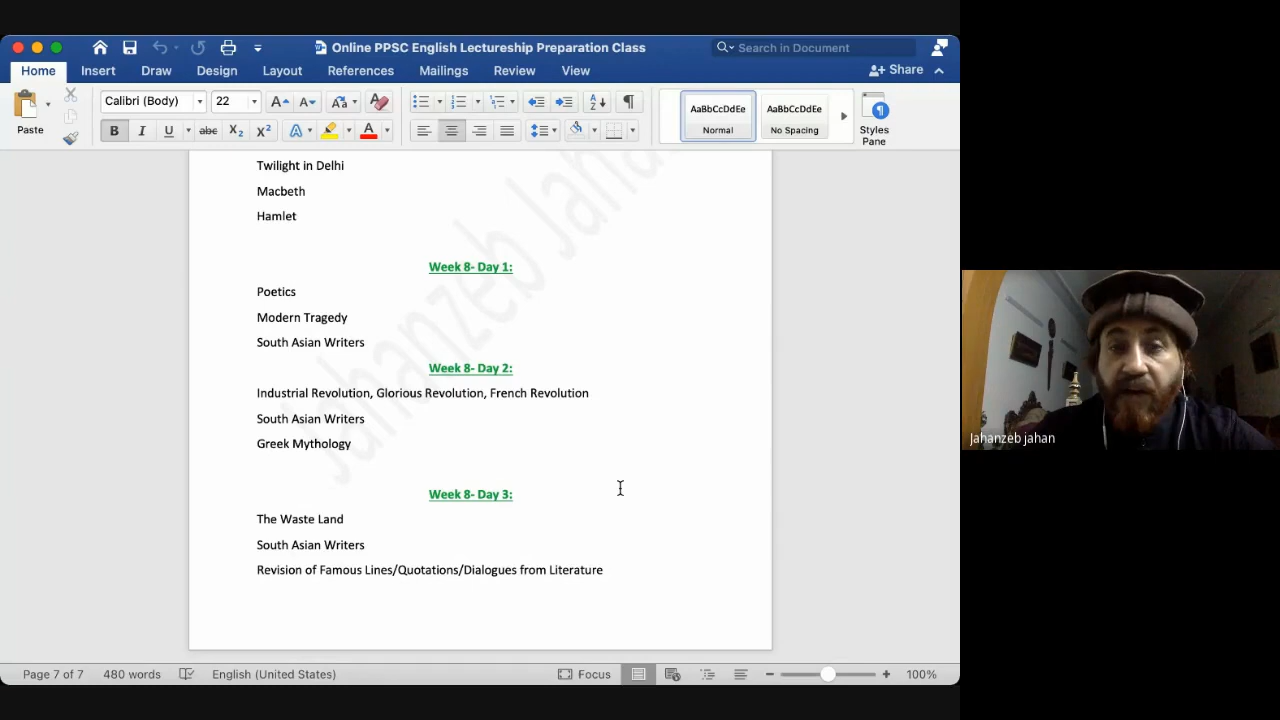 Online PPSC English Lectureship Preparation Class
Search in Document
Home Insert Draw Design Layout References Mailings Review View
Share
Paste
Calibri (Body) 22
AaBbCcDdEe AaBbCcDdEe
Normal No Spacing
Styles Pane
Twilight in Delhi
Macbeth
Hamlet
Week 8- Day 1:
Poetics
Modern Tragedy
South Asian Writers
Week 8- Day 2:
Industrial Revolution, Glorious Revolution, French Revolution
South Asian Writers
Greek Mythology
Week 8- Day 3:
The Waste Land
South Asian Writers
Revision of Famous Lines/Quotations/Dialogues from Literature
Jahanzeb Jaha
Page 7 of 7 480 words English (United States) Focus 100%
Jahanzeb jahan